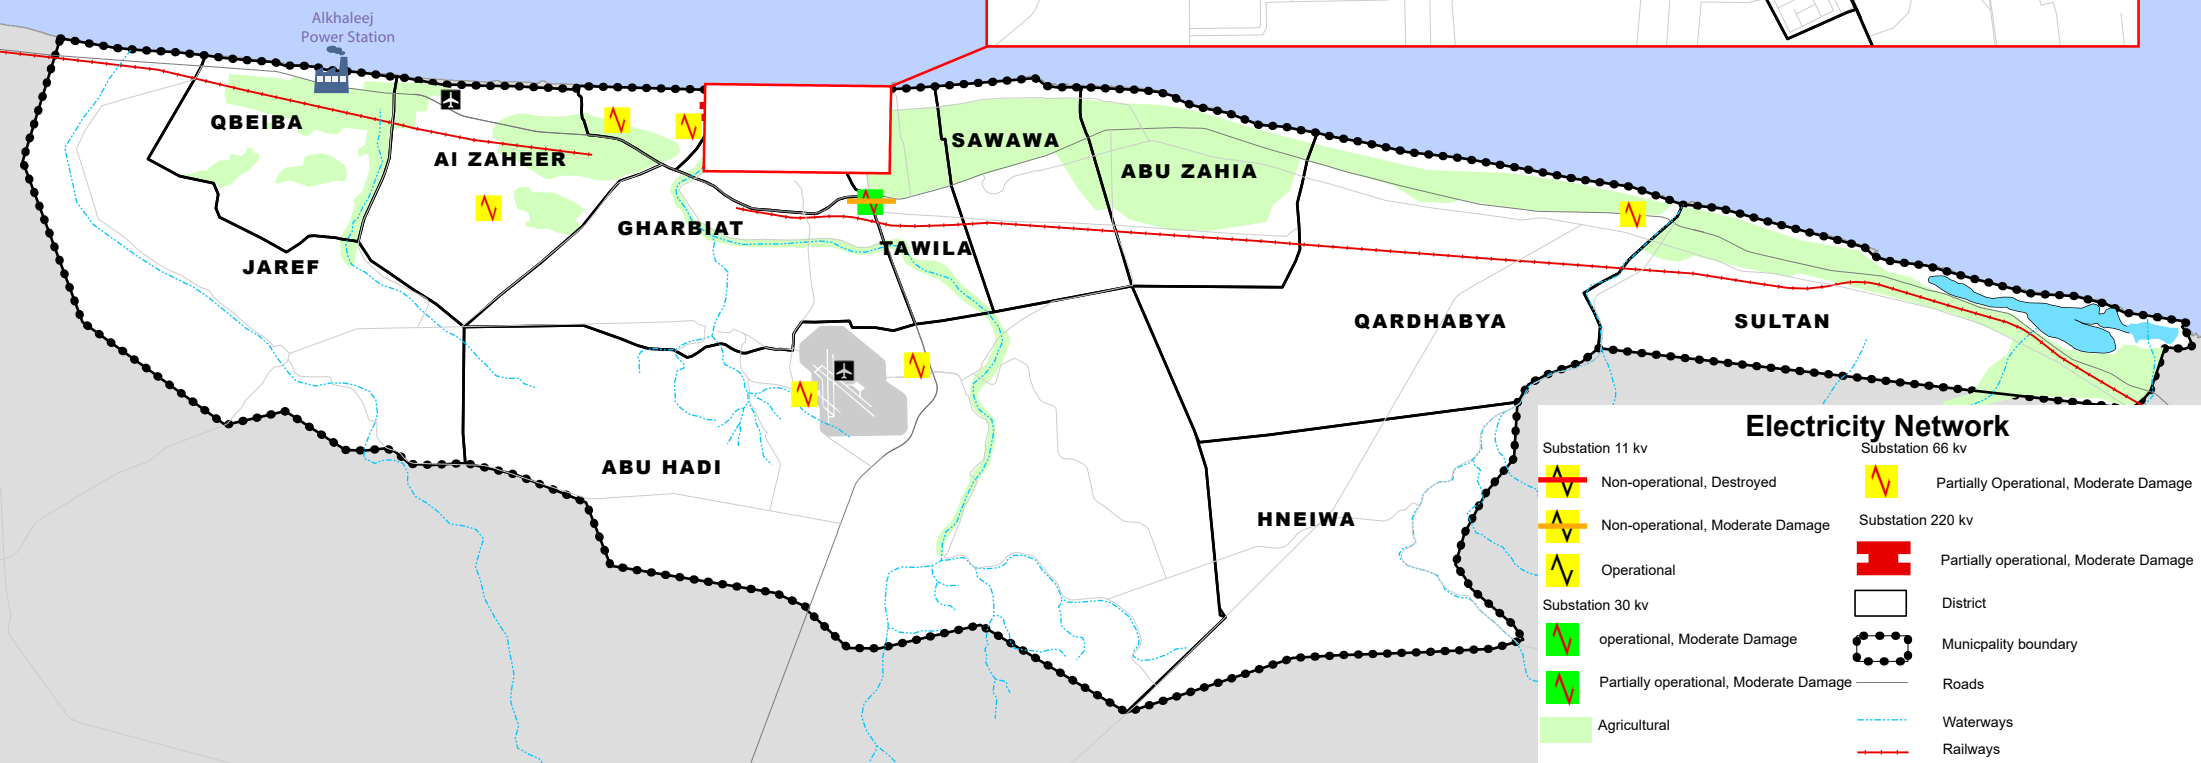 Alkhaleej
Power Station
QBEIBA
Al ZAHEER
SAWAWA
ABU ZAHIA
GHARBIAT
TAWILA
JAREF
QARDHABYA
SULTAN
ABU HADI
HNEIWA
Electricity Network
Substation 11 kv
Non-operational, Destroyed
Non-operational, Moderate Damage
Operational
Substation 30 kv
operational, Moderate Damage
Partially operational, Moderate Damage
Agricultural
Substation 66 kv
Partially Operational, Moderate Damage
Substation 220 kv
Partially operational, Moderate Damage
District
Municpality boundary
Roads
Waterways
Railways